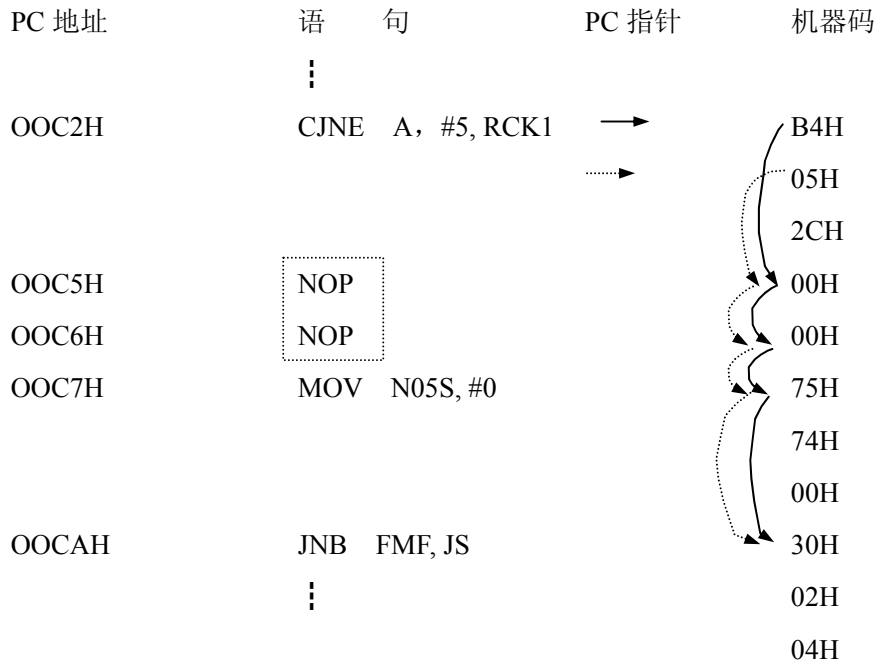 PC 地址 语 句 PC 指针 机器码
OOC2H CJNE A，#5, RCK1 B4H
05H
2CH
OOC5H NOP 00H
OOC6H NOP 00H
OOC7H MOV N05S, #0 75H
74H
00H
OOCAH JNB FMF, JS 30H
02H
04H